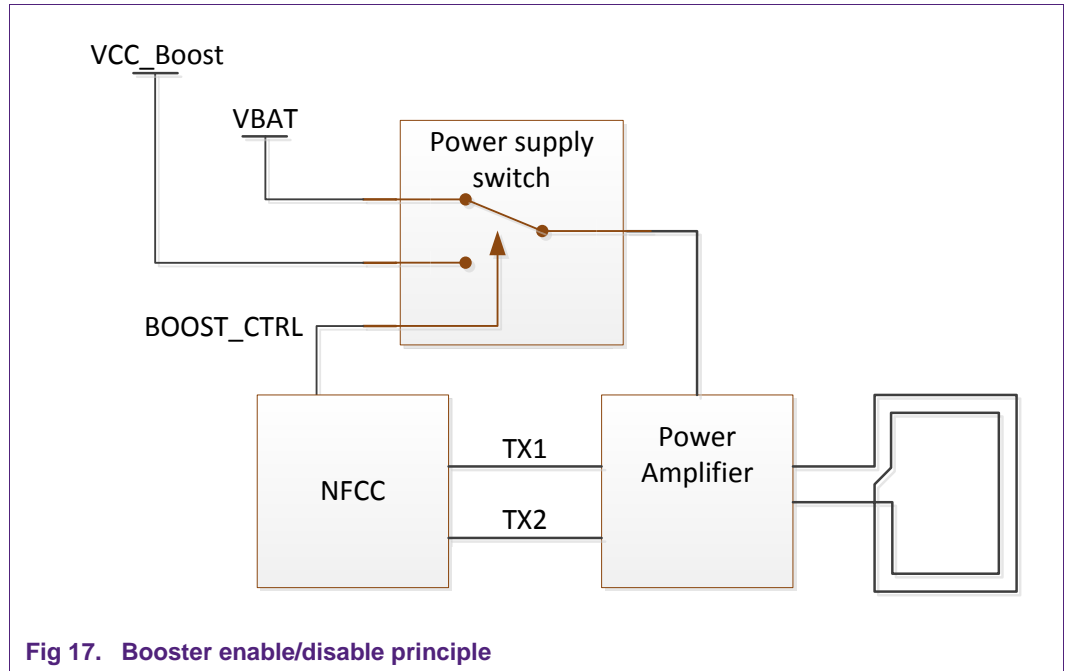 VCC_Boost
VBAT
Power supply
switch
BOOST_CTRL
NFCC
TX1
TX2
Power
Amplifier
Fig 17. Booster enable/disable principle